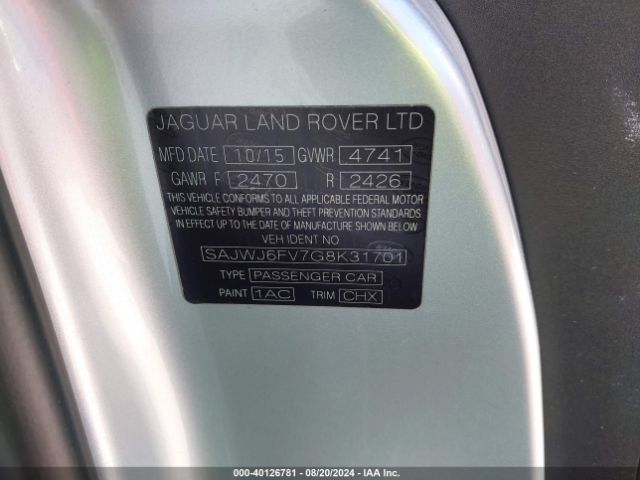 JAGUAR LAND ROVER LTD
MFD DATE 10/15 GVWR 4741
GAWR F 2470 R 2426
THIS VEHICLE CONFORMS TO ALL APPLICABLE FEDERAL MOTOR
VEHICLE SAFETY BUMPER AND THEFT PREVENTION STANDARDS
IN EFFECT UP TO THE DATE OF MANUFACTURE SHOWN ABOVE.
VEH IDENT NO
SAJWJ6FV7G8K31701
TYPE PASSENGER CAR
PAINT 1AC TRIM CHX
000-40126781 - 08/20/2024 - IAA Inc.